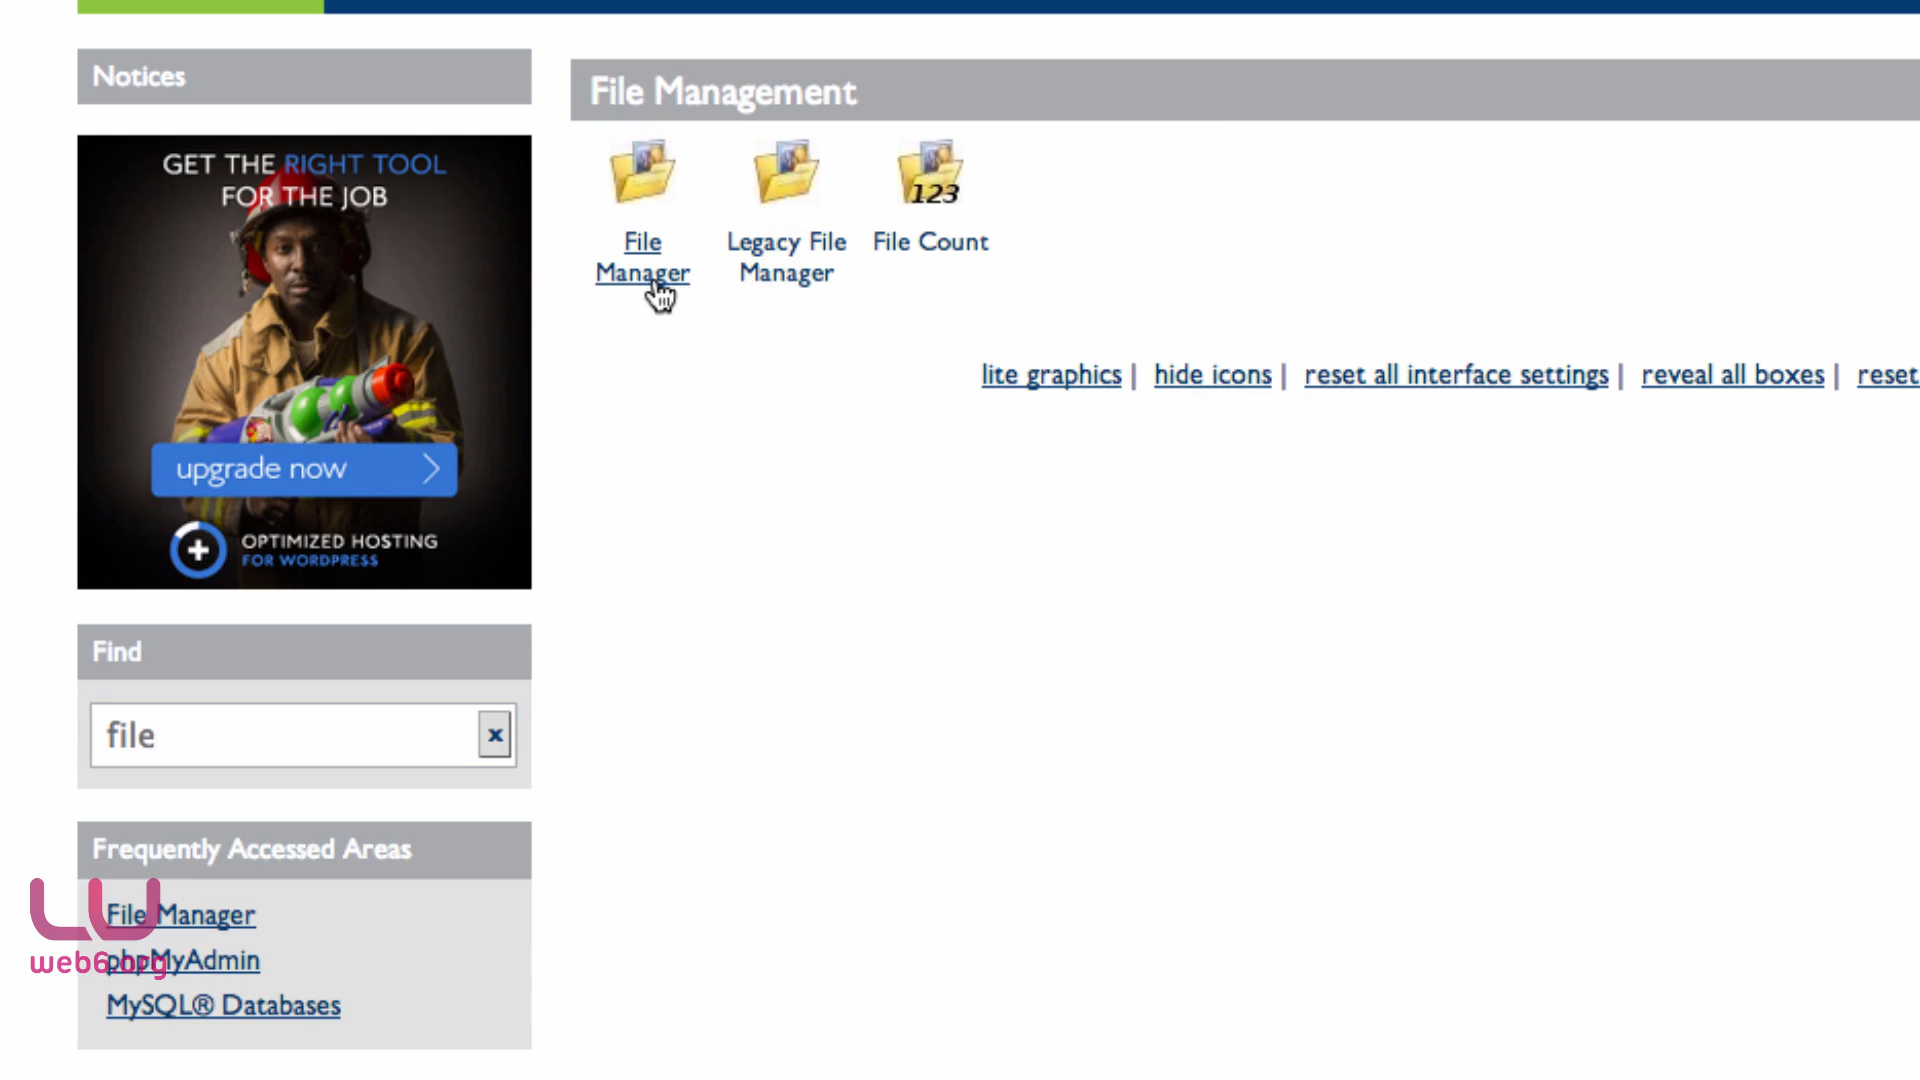 Notices
GET THE RIGHT TOOL
FOR THE JOB
upgrade now
OPTIMIZED HOSTING
FOR WORDPRESS
Find
file
x
Frequently Accessed Areas
File Manager
phpMyAdmin
MySQL® Databases
web6.org
File Management
123
File
Manager
Legacy File
Manager
File Count
lite graphics | hide icons | reset all interface settings | reveal all boxes | reset